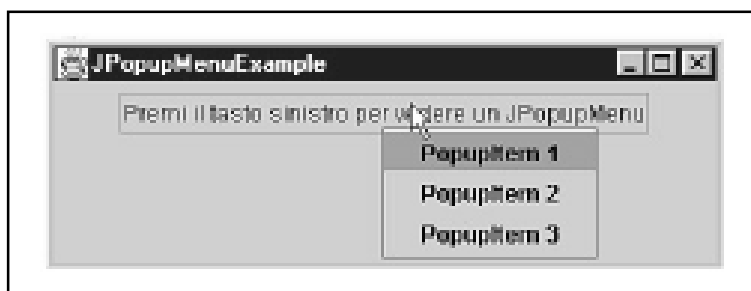 JPopupMenuExample
Premi il tasto sinistro per vedere un JPopupMenu
PopupItem 1
PopupItem 2
PopupItem 3